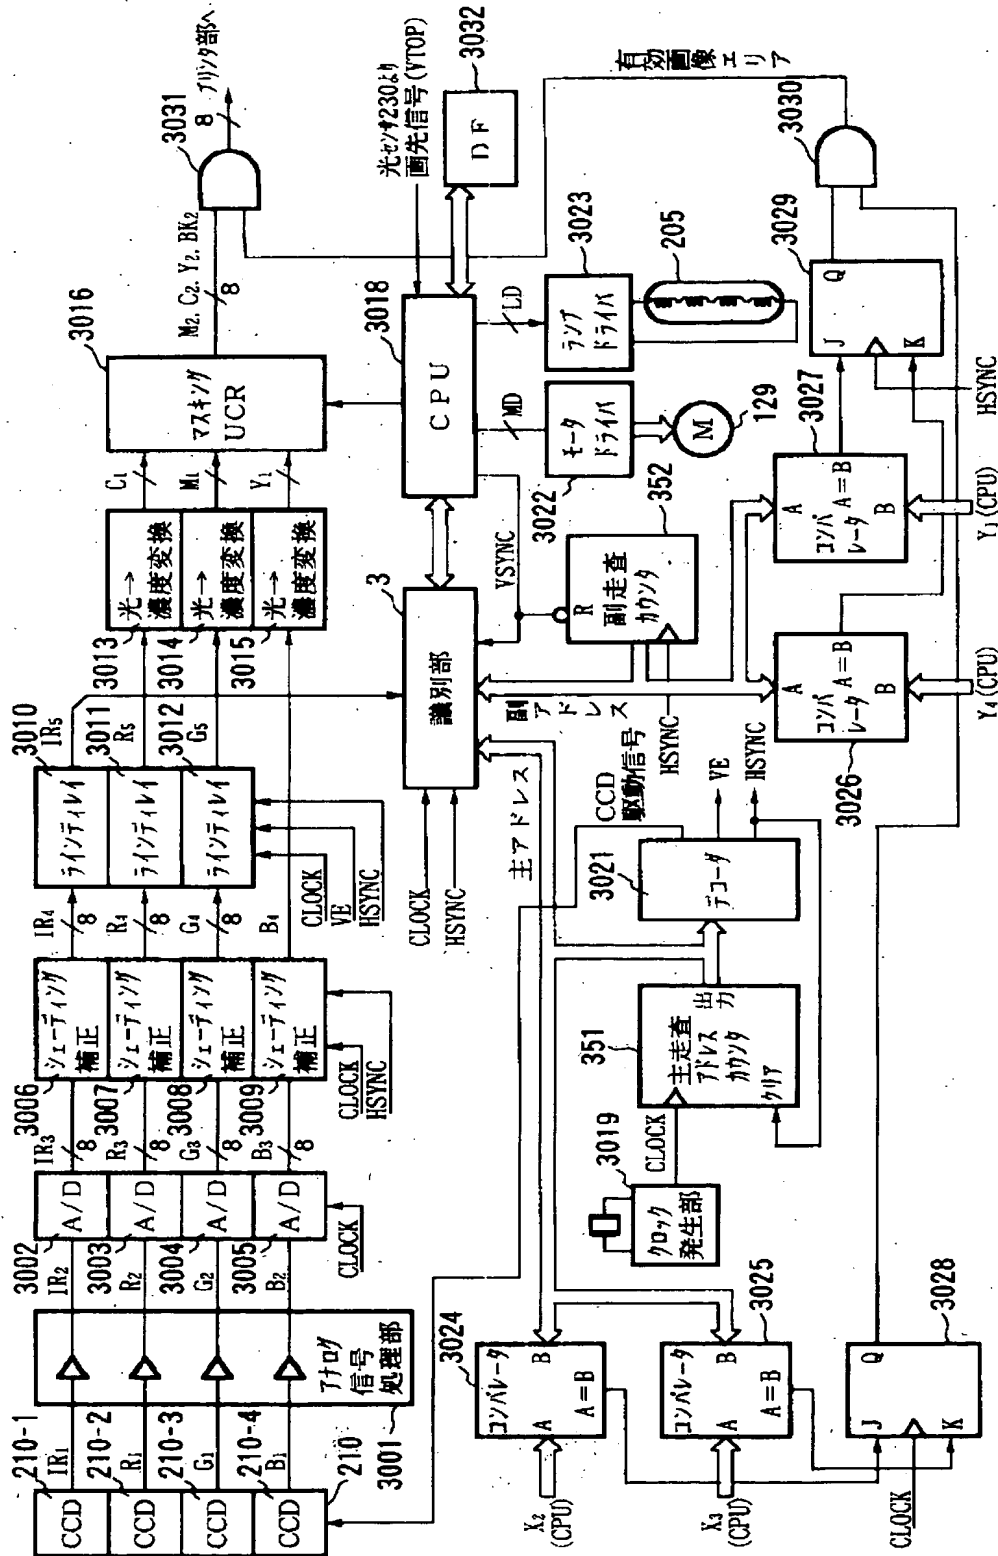 CCD
CCD
CCD
CCD
210-1
210-2
210-3
210-4
210
IR₁
R₁
G₁
B₁
アナログ
信号
処理部
3001
IR₂
R₂
G₂
B₂
3002
3003
3004
3005
A/D
A/D
A/D
A/D
CLOCK
IR₃
R₃
G₃
B₃
8
8
8
8
3006
3007
3008
3009
シェーディング
補正
シェーディング
補正
シェーディング
補正
シェーディング
補正
CLOCK
HSYNC
IR₄
R₄
G₄
B₄
8
8
8
ラインディレイ
ラインディレイ
ラインディレイ
CLOCK
VE
HSYNC
3010
3011
3012
IR₅
R₅
G₅
3013
3014
3015
光→
濃度変換
光→
濃度変換
光→
濃度変換
C₁
M₁
Y₁
マスキング
UCR
3016
M₂, C₂, Y₂, BK₂
8
3031
8
プリンタ部へ
光センサ230より
画先信号(VTOP)
CPU
3018
DF
3032
識別部
3
CLOCK
HSYNC
VSYNC
MD
LD
モータ
ドライバ
3022
M
129
ランプ
ドライバ
3023
205
R
副走査
カウンタ
352
HSYNC
副
アドレス
主アドレス
CCD
駆動信号
デコーダ
3021
VE
HSYNC
主走査
アドレス
カウンタ
出力
クリア
351
CLOCK
クロック
発生部
3019
コンパレータ
A
B
A=B
3024
X₂
(CPU)
コンパレータ
A
B
A=B
3025
X₃
(CPU)
J
K
Q
3028
CLOCK
コンパ
レータ
A
A=B
B
3026
Y₄(CPU)
コンパ
レータ
A
A=B
B
3027
J
K
Q
3029
HSYNC
3030
有効画像エリア